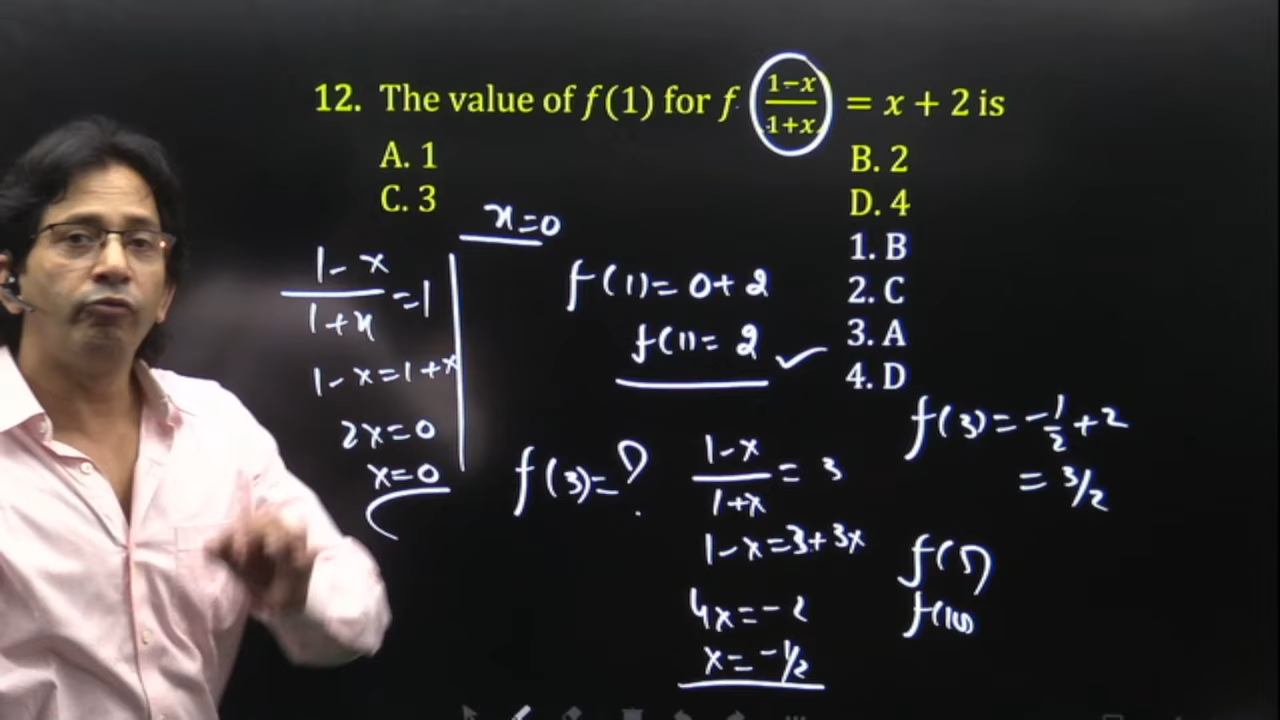 12. The value of f(1) for f (1−x/1+x) = x + 2 is
A. 1 B. 2
C. 3 D. 4
1. B
2. C
3. A
4. D
x=0
1-x/1+x =1
1-x=1+x
2x=0
x=0
f(1)=0+2
f(1)=2 ✓
f(3)=?
1-x/1+x = 3
1-x=3+3x
4x=-2
x=-1/2
f(3)=-1/2+2
= 3/2
f(5)
f(10)